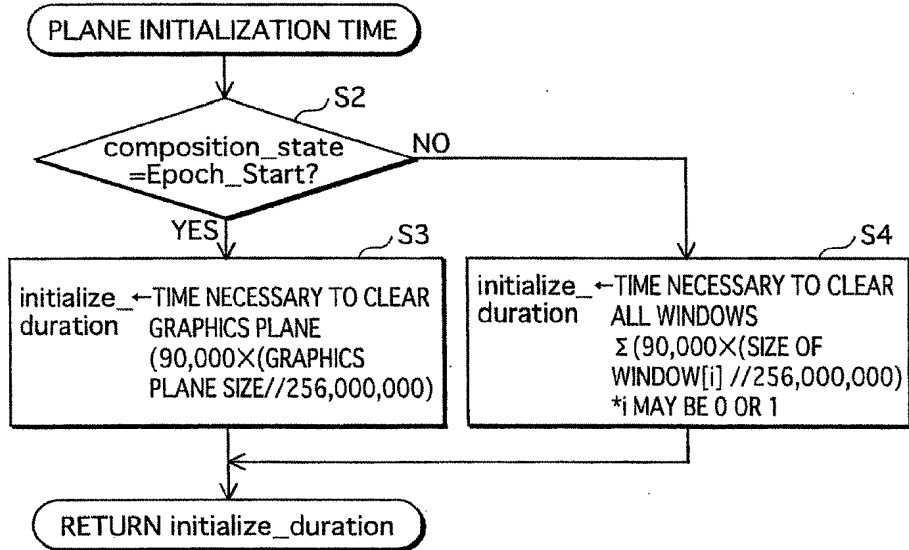 PLANE INITIALIZATION TIME
S2
composition_state
=Epoch_Start?
NO
YES
S3
initialize_←TIME NECESSARY TO CLEAR
duration GRAPHICS PLANE
(90,000×(GRAPHICS
PLANE SIZE//256,000,000)
S4
initialize_←TIME NECESSARY TO CLEAR
duration ALL WINDOWS
Σ(90,000×(SIZE OF
WINDOW[i] //256,000,000)
*i MAY BE 0 OR 1
RETURN initialize_duration